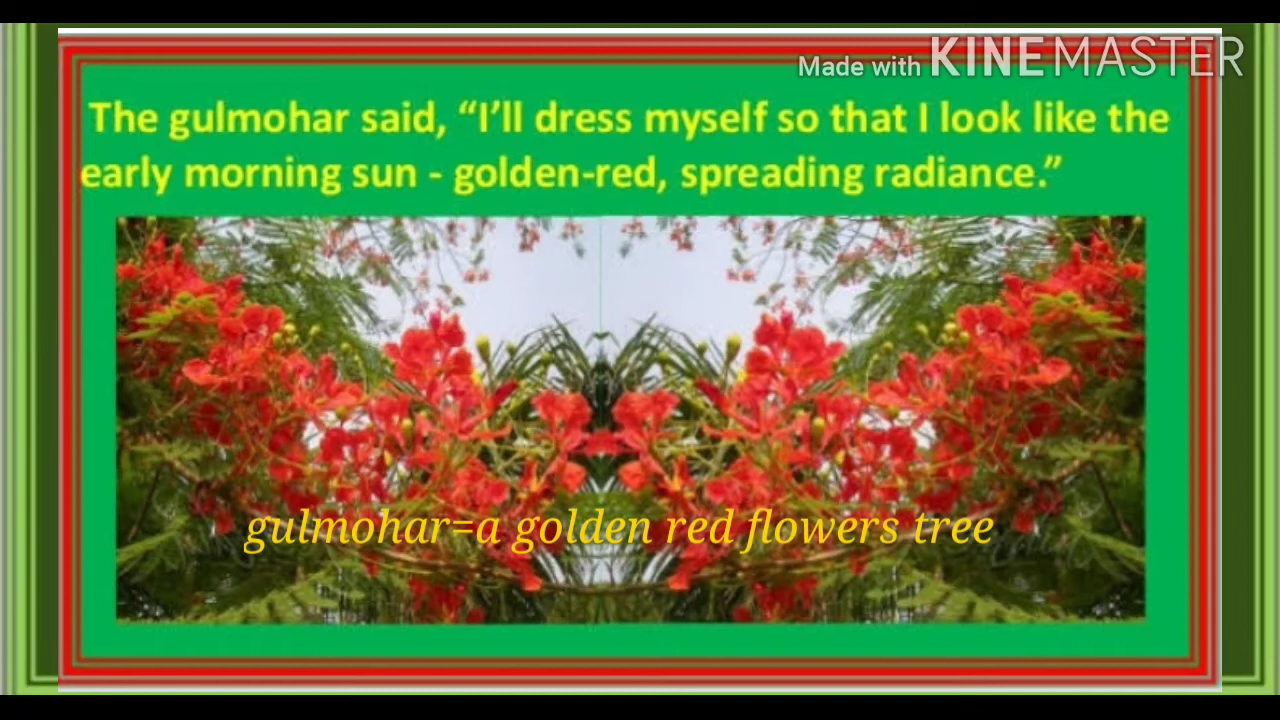 Made with KINEMASTER
The gulmohar said, “I’ll dress myself so that I look like the
early morning sun - golden-red, spreading radiance.”
gulmohar=a golden red flowers tree